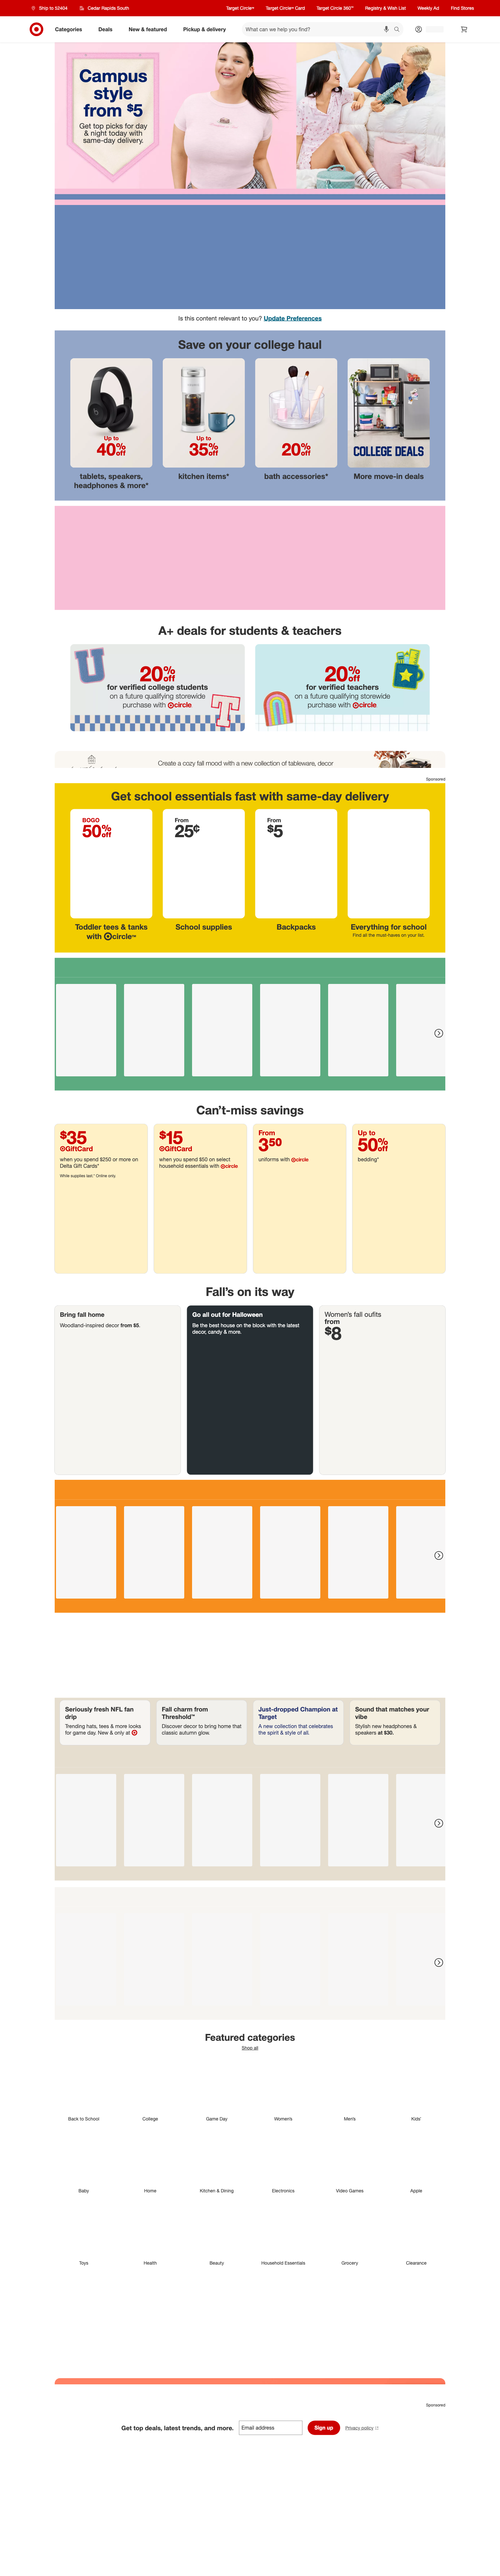 Ship to 52404
Cedar Rapids South
Target Circle™
Target Circle™ Card
Target Circle 360™
Registry & Wish List
Weekly Ad
Find Stores
Categories
Deals
New & featured
Pickup & delivery
What can we help you find?
Campus
style
from $5
Get top picks for day
& night today with
same-day delivery.
Is this content relevant to you? Update Preferences
Save on your college haul
Up to
40% off
tablets, speakers,
headphones & more*
Up to
35% off
kitchen items*
20% off
bath accessories*
COLLEGE DEALS
More move-in deals
A+ deals for students & teachers
20% off
for verified college students
on a future qualifying storewide
purchase with circle
20% off
for verified teachers
on a future qualifying storewide
purchase with circle
Create a cozy fall mood with a new collection of tableware, decor
Sponsored
Get school essentials fast with same-day delivery
BOGO
50% off
Toddler tees & tanks
with circle™
From
25¢
School supplies
From
$5
Backpacks
Everything for school
Find all the must-haves on your list.
Can't-miss savings
$35
GiftCard
when you spend $250 or more on
Delta Gift Cards*
While supplies last.* Online only.
$15
GiftCard
when you spend $50 on select
household essentials with circle
From
3.50
uniforms with circle
Up to
50% off
bedding*
Fall's on its way
Bring fall home
Woodland-inspired decor from $5.
Go all out for Halloween
Be the best house on the block with the latest
decor, candy & more.
Women's fall outfits
from
$8
Seriously fresh NFL fan
drip
Trending hats, tees & more looks
for game day. New & only at
Fall charm from
Threshold™
Discover decor to bring home that
classic autumn glow.
Just-dropped Champion at
Target
A new collection that celebrates
the spirit & style of all.
Sound that matches your
vibe
Stylish new headphones &
speakers at $30.
Featured categories
Shop all
Back to School
College
Game Day
Women's
Men's
Kids'
Baby
Home
Kitchen & Dining
Electronics
Video Games
Apple
Toys
Health
Beauty
Household Essentials
Grocery
Clearance
Sponsored
Get top deals, latest trends, and more.
Email address
Sign up
Privacy policy